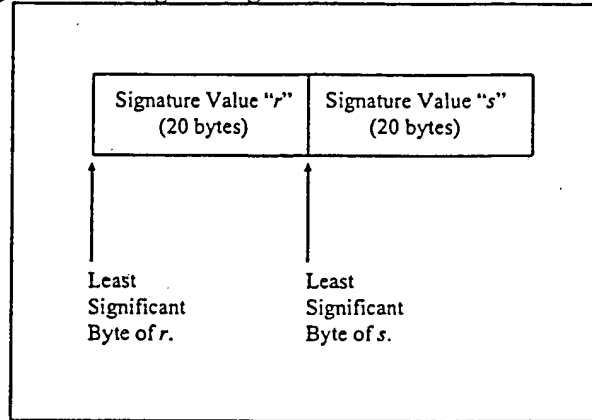 Signature Value “r”
(20 bytes)
Signature Value “s”
(20 bytes)
Least
Significant
Byte of r.
Least
Significant
Byte of s.